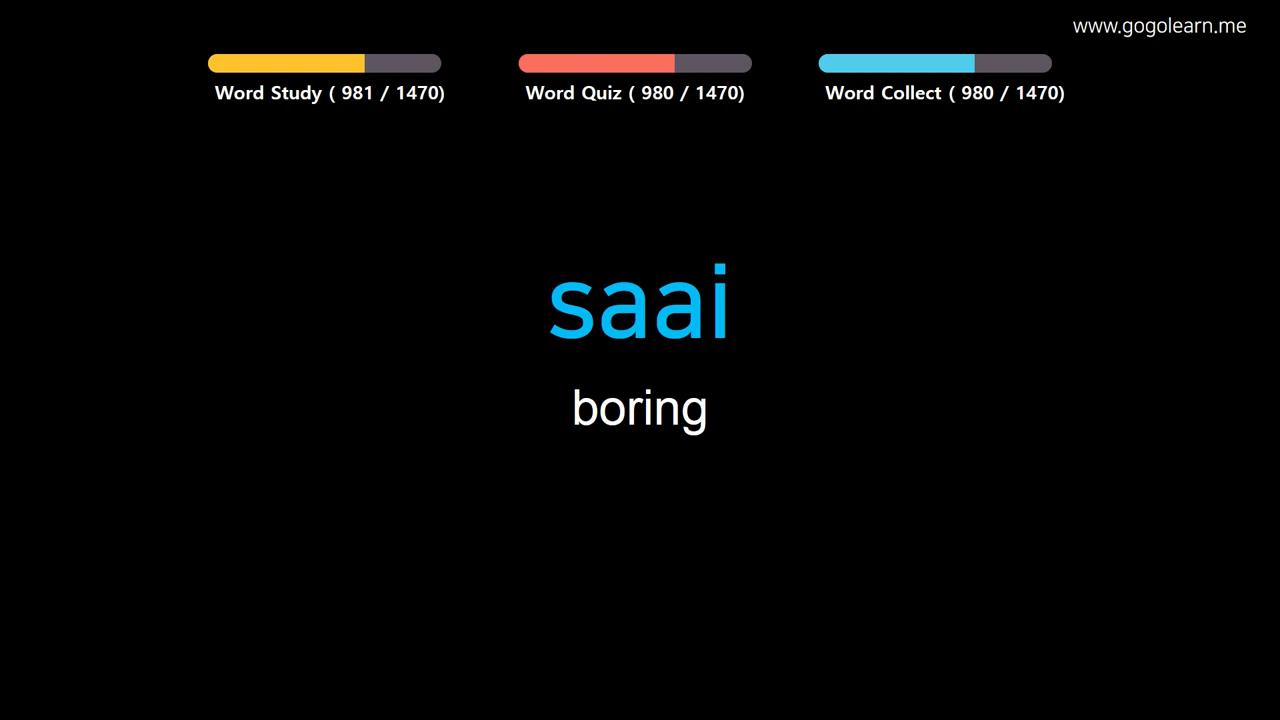 www.gogolearn.me
Word Study ( 981 / 1470)
Word Quiz ( 980 / 1470)
Word Collect ( 980 / 1470)
saai
boring